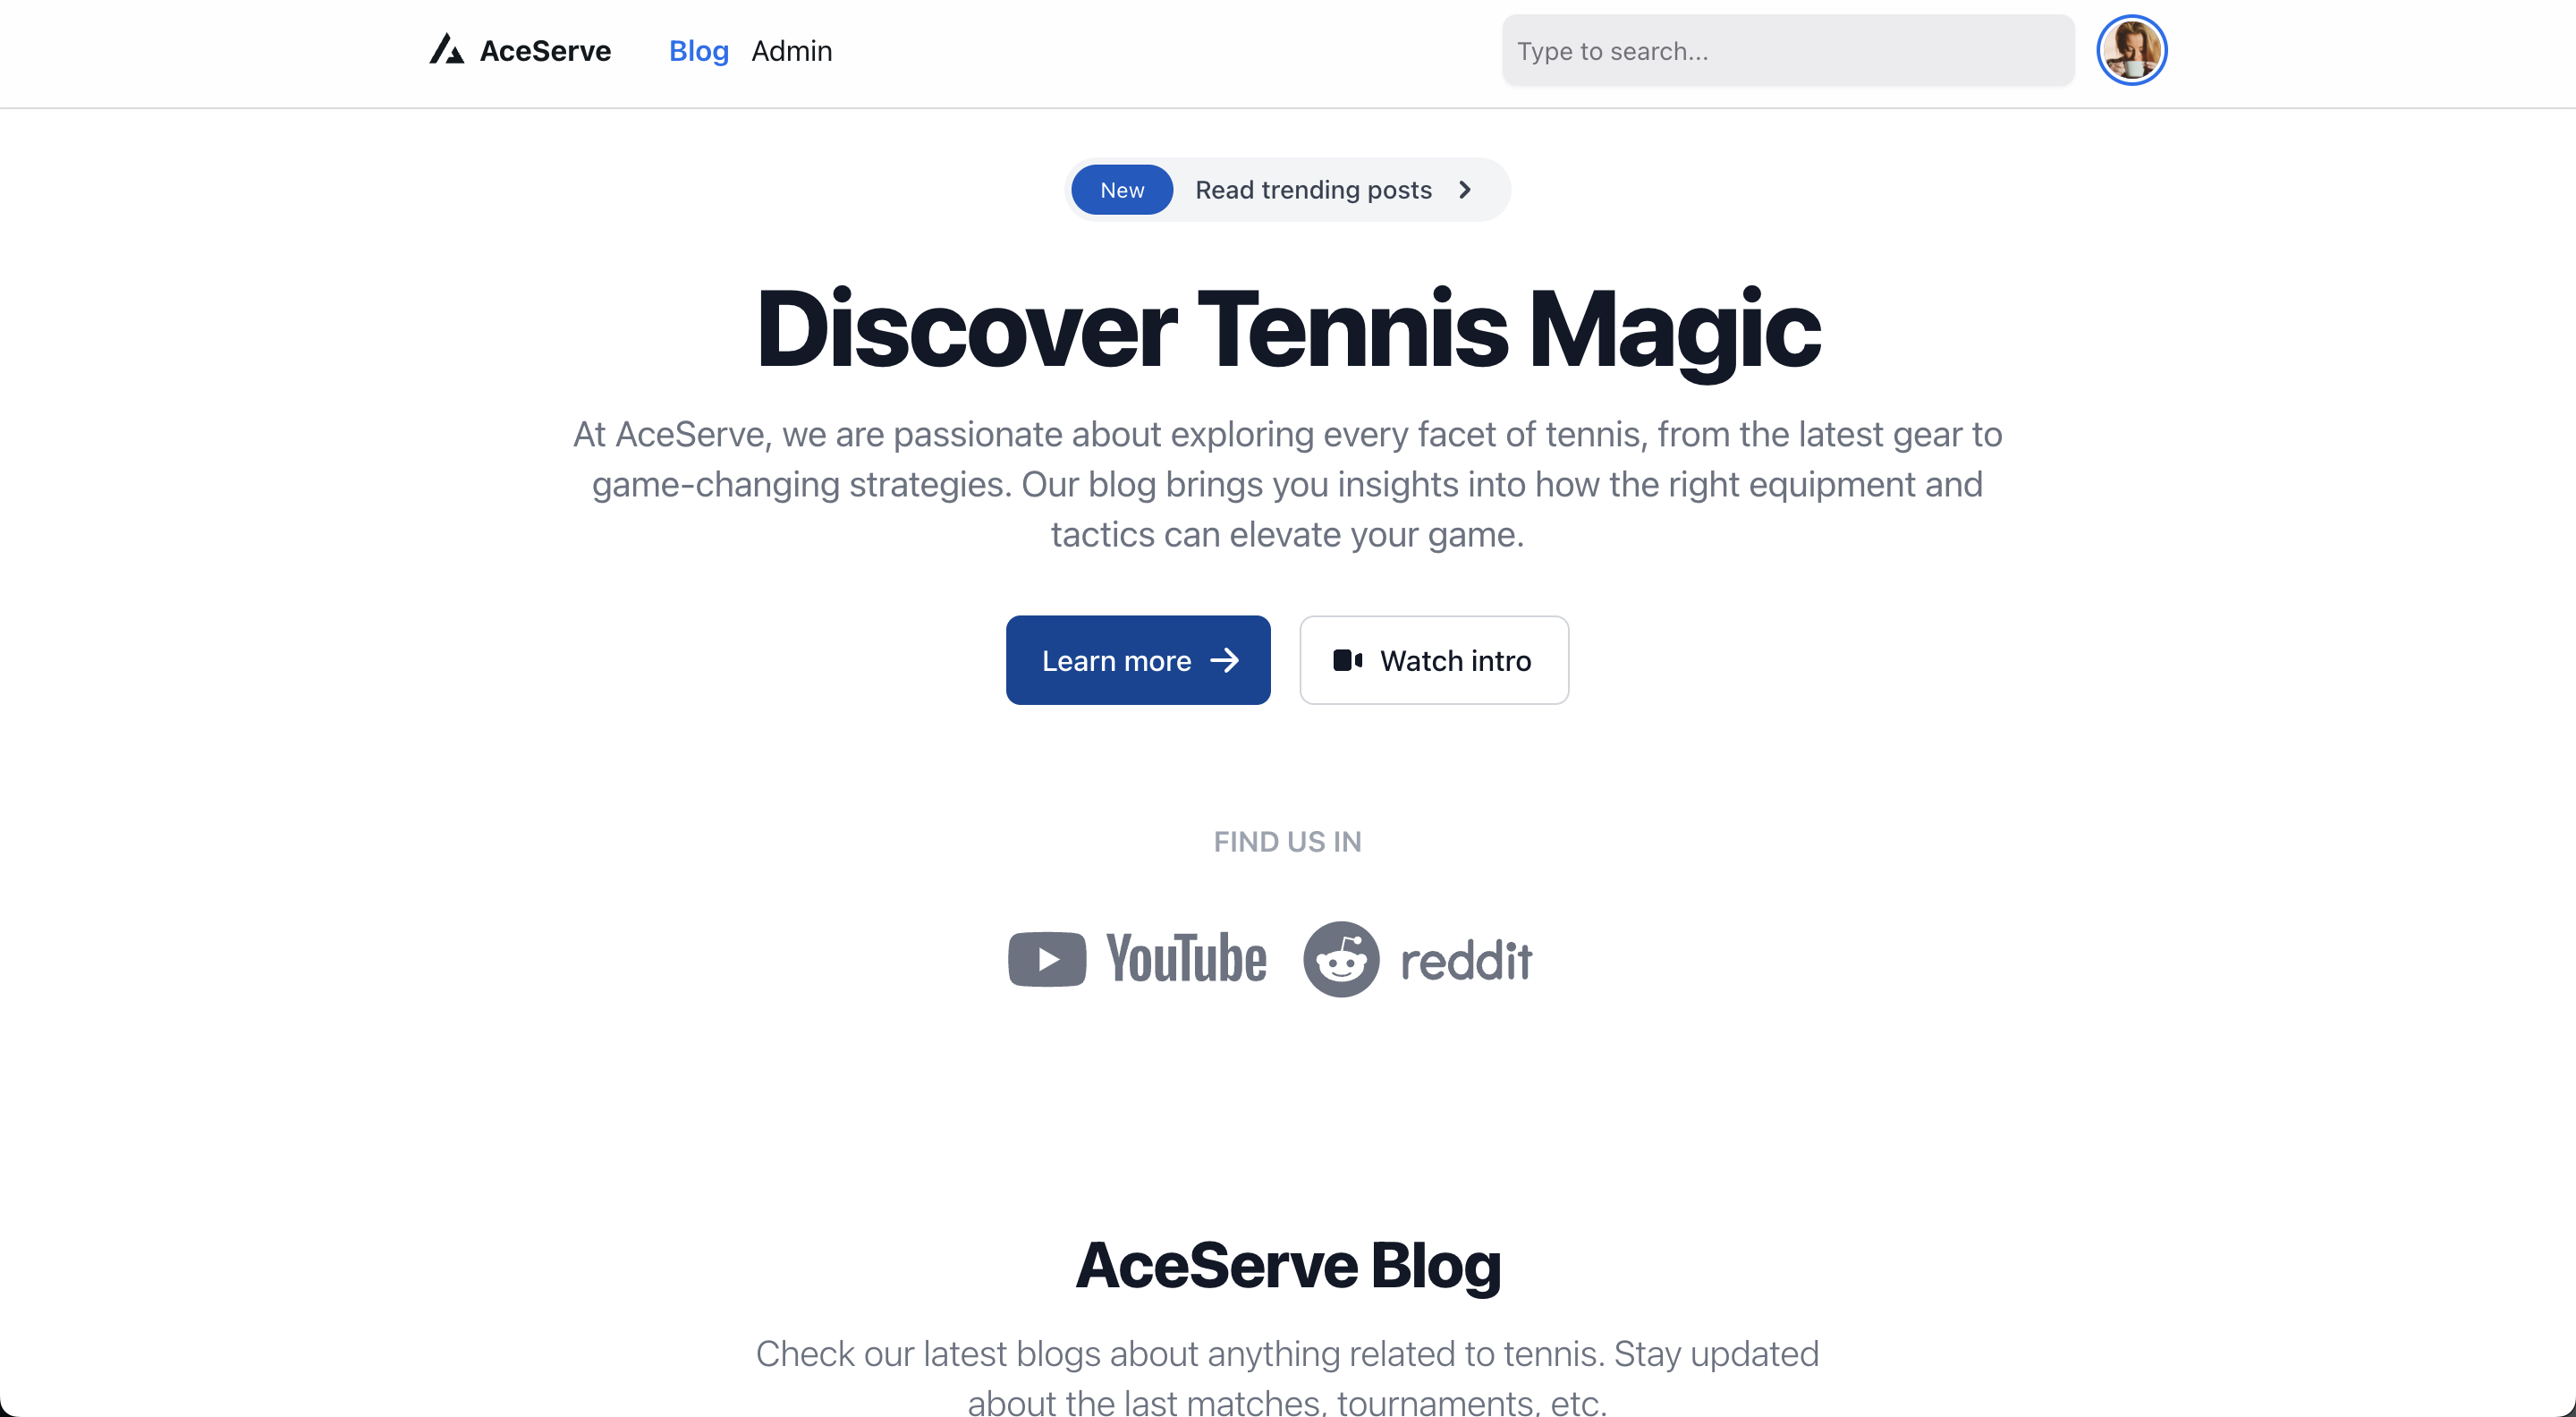 AceServe
Blog
Admin
Type to search...
New
Read trending posts
Discover Tennis Magic
At AceServe, we are passionate about exploring every facet of tennis, from the latest gear to
game-changing strategies. Our blog brings you insights into how the right equipment and
tactics can elevate your game.
Learn more
Watch intro
FIND US IN
YouTube
reddit
AceServe Blog
Check our latest blogs about anything related to tennis. Stay updated
about the last matches, tournaments, etc.